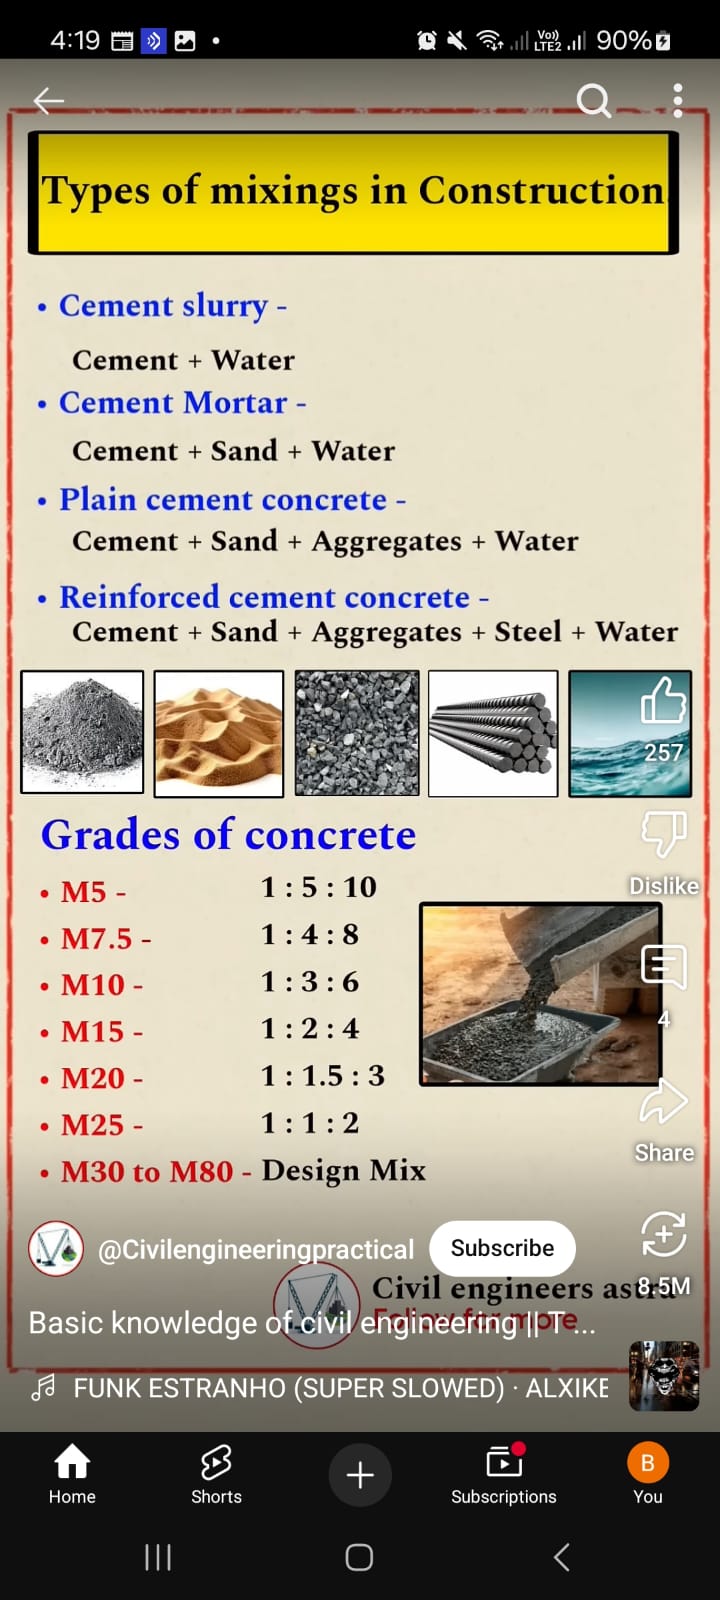 4:19
Vo))
LTE2
90%
Types of mixings in Construction
• Cement slurry -
Cement + Water
• Cement Mortar -
Cement + Sand + Water
• Plain cement concrete -
Cement + Sand + Aggregates + Water
• Reinforced cement concrete -
Cement + Sand + Aggregates + Steel + Water
257
Grades of concrete
Dislike
• M5 - 1 : 5 : 10
• M7.5 - 1 : 4 : 8
• M10 - 1 : 3 : 6
4
• M15 - 1 : 2 : 4
• M20 - 1 : 1.5 : 3
• M25 - 1 : 1 : 2
Share
• M30 to M80 - Design Mix
@Civilengineeringpractical
Subscribe
8.5M
Civil engineers
Follow for more
Basic knowledge of civil engineering || T...
FUNK ESTRANHO (SUPER SLOWED) · ALXIKE
Home
Shorts
Subscriptions
B
You